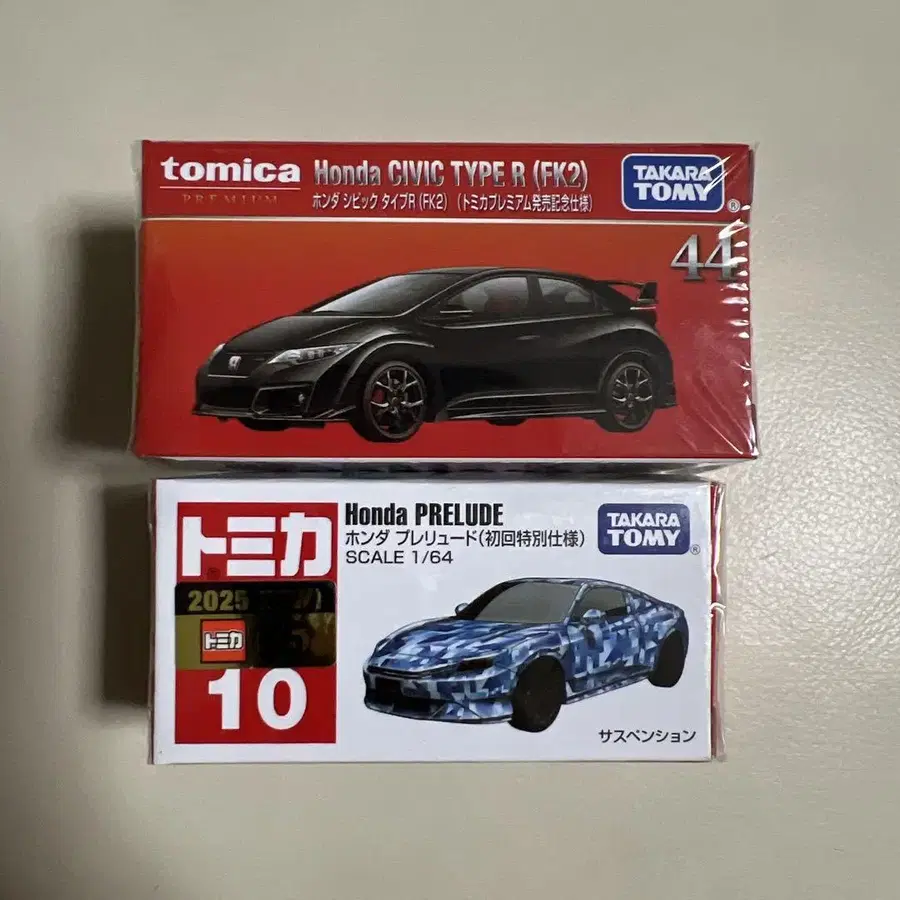 tomica
PREMIUM
Honda CIVIC TYPE R (FK2)
ホンダ シビック タイプR (FK2) (トミカプレミアム発売記念仕様)
TAKARA
TOMY
®
44
トミカ
®
2025
トミカ
10
Honda PRELUDE
ホンダ プレリュード(初回特別仕様)
SCALE 1/64
TAKARA
TOMY
®
サスペンション